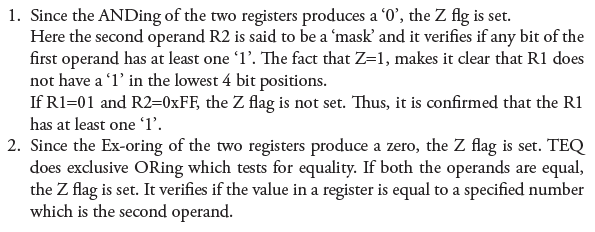 1. Since the ANDing of the two registers produces a ‘0’, the Z flg is set.
Here the second operand R2 is said to be a ‘mask’ and it verifies if any bit of the
first operand has at least one ‘1’. The fact that Z=1, makes it clear that R1 does
not have a ‘1’ in the lowest 4 bit positions.
If R1=01 and R2=0xFF, the Z flag is not set. Thus, it is confirmed that the R1
has at least one ‘1’.
2. Since the Ex-oring of the two registers produce a zero, the Z flag is set. TEQ
does exclusive ORing which tests for equality. If both the operands are equal,
the Z flag is set. It verifies if the value in a register is equal to a specified number
which is the second operand.